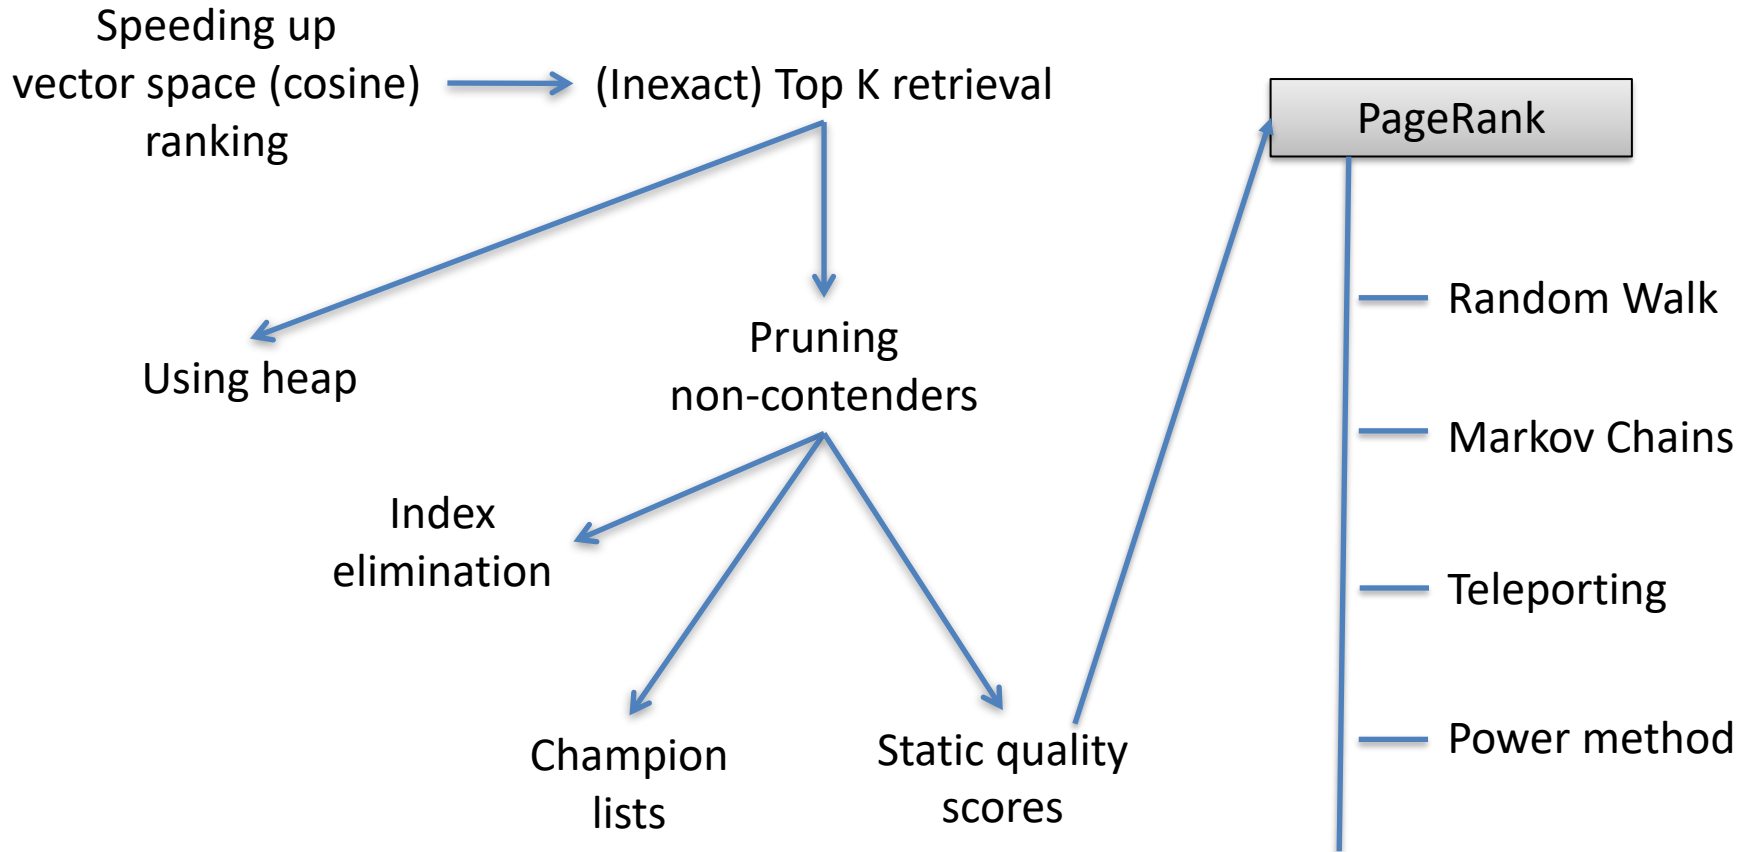 Speeding up
vector space (cosine)
ranking
(Inexact) Top K retrieval
PageRank
Using heap
Pruning
non-contenders
Index
elimination
Champion
lists
Static quality
scores
Random Walk
Markov Chains
Teleporting
Power method